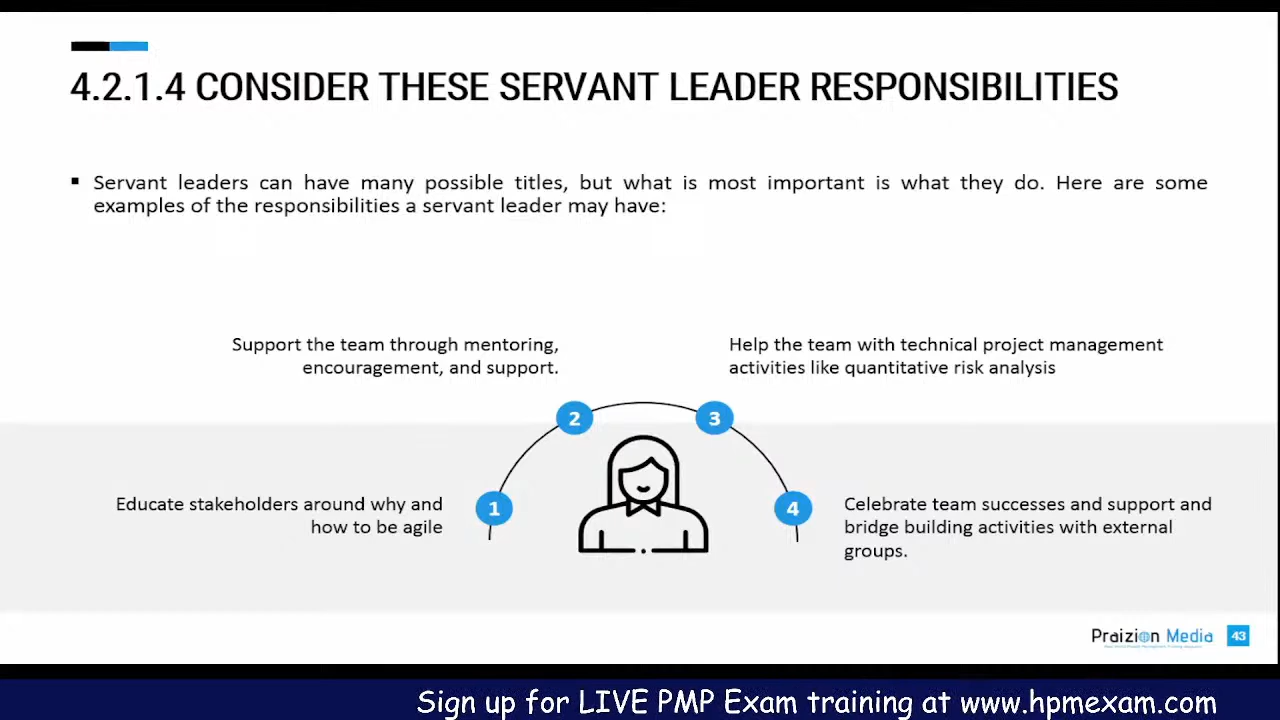 4.2.1.4 CONSIDER THESE SERVANT LEADER RESPONSIBILITIES
▪ Servant leaders can have many possible titles, but what is most important is what they do. Here are some
examples of the responsibilities a servant leader may have:
Educate stakeholders around why and
how to be agile
1
Support the team through mentoring,
encouragement, and support.
2
Help the team with technical project management
activities like quantitative risk analysis
3
Celebrate team successes and support and
bridge building activities with external
groups.
4
Praizion Media
43
Sign up for LIVE PMP Exam training at www.hpmexam.com